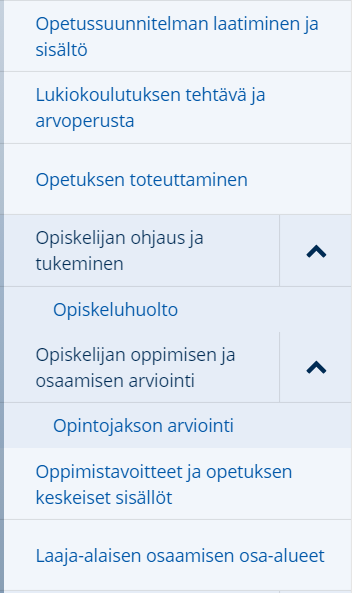 Opetussuunnitelman laatiminen ja
sisältö
Lukiokoulutuksen tehtävä ja
arvoperusta
Opetuksen toteuttaminen
Opiskelijan ohjaus ja
tukeminen
Opiskeluhuolto
Opiskelijan oppimisen ja
osaamisen arviointi
Opintojakson arviointi
Oppimistavoitteet ja opetuksen
keskeiset sisällöt
Laaja-alaisen osaamisen osa-alueet